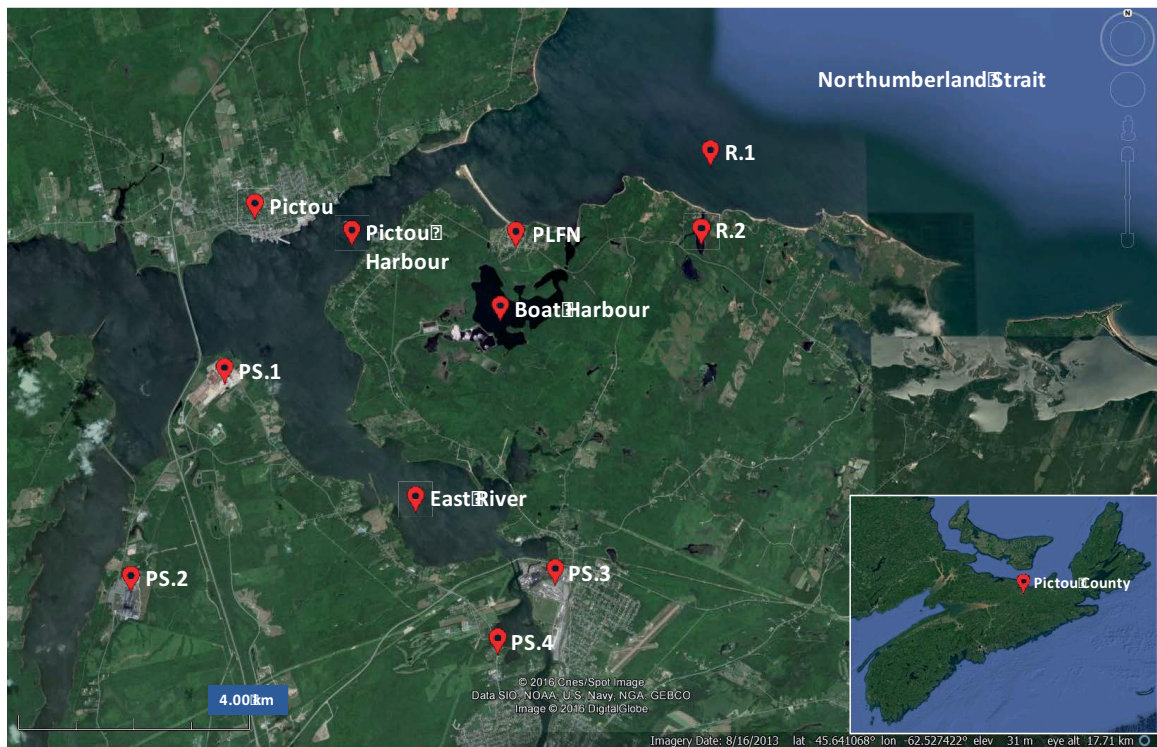 N
Northumberland Strait
R.1
Pictou
R.2
Pictou
Harbour
PLFN
Boat Harbour
PS.1
East River
PS.3
PS.2
Pictou County
PS.4
© 2016 Cnes/Spot Image
Data SIO, NOAA, U.S. Navy, NGA, GEBCO
Image © 2016 DigitalGlobe
4.00 km
Imagery Date: 8/16/2013 lat 45.641068° lon -62.527422° elev 31 m eye alt 17.71 km